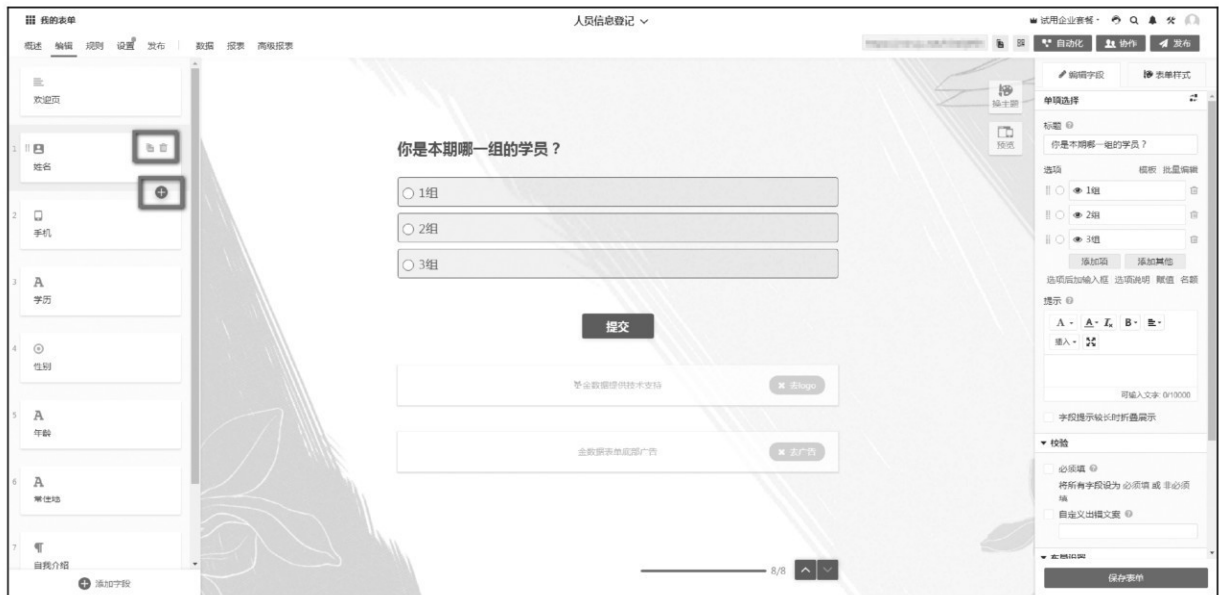 我的表单
人员信息登记
试用企业套餐
概述 编辑 规则 设置 发布 数据 报表 高级报表
自动化 协作 发布
欢迎页
1
姓名
2
手机
3
学历
4
性别
5
年龄
6
常住地
7
自我介绍
添加字段
你是本期哪一组的学员？
1组
2组
3组
提交
金数据提供技术支持
去logo
金数据表单底部广告
去广告
8/8
换主题
预览
编辑字段 表单样式
单项选择
标题
你是本期哪一组的学员？
选项 模板 批量编辑
1组
2组
3组
添加项 添加其他
选项后加输入框 选项说明 赋值 名额
提示
插入
可输入文字: 0/10000
字段提示较长时折叠展示
校验
必须填
将所有字段设为 必须填 或 非必须
填
自定义出错文案
布局设置
保存表单